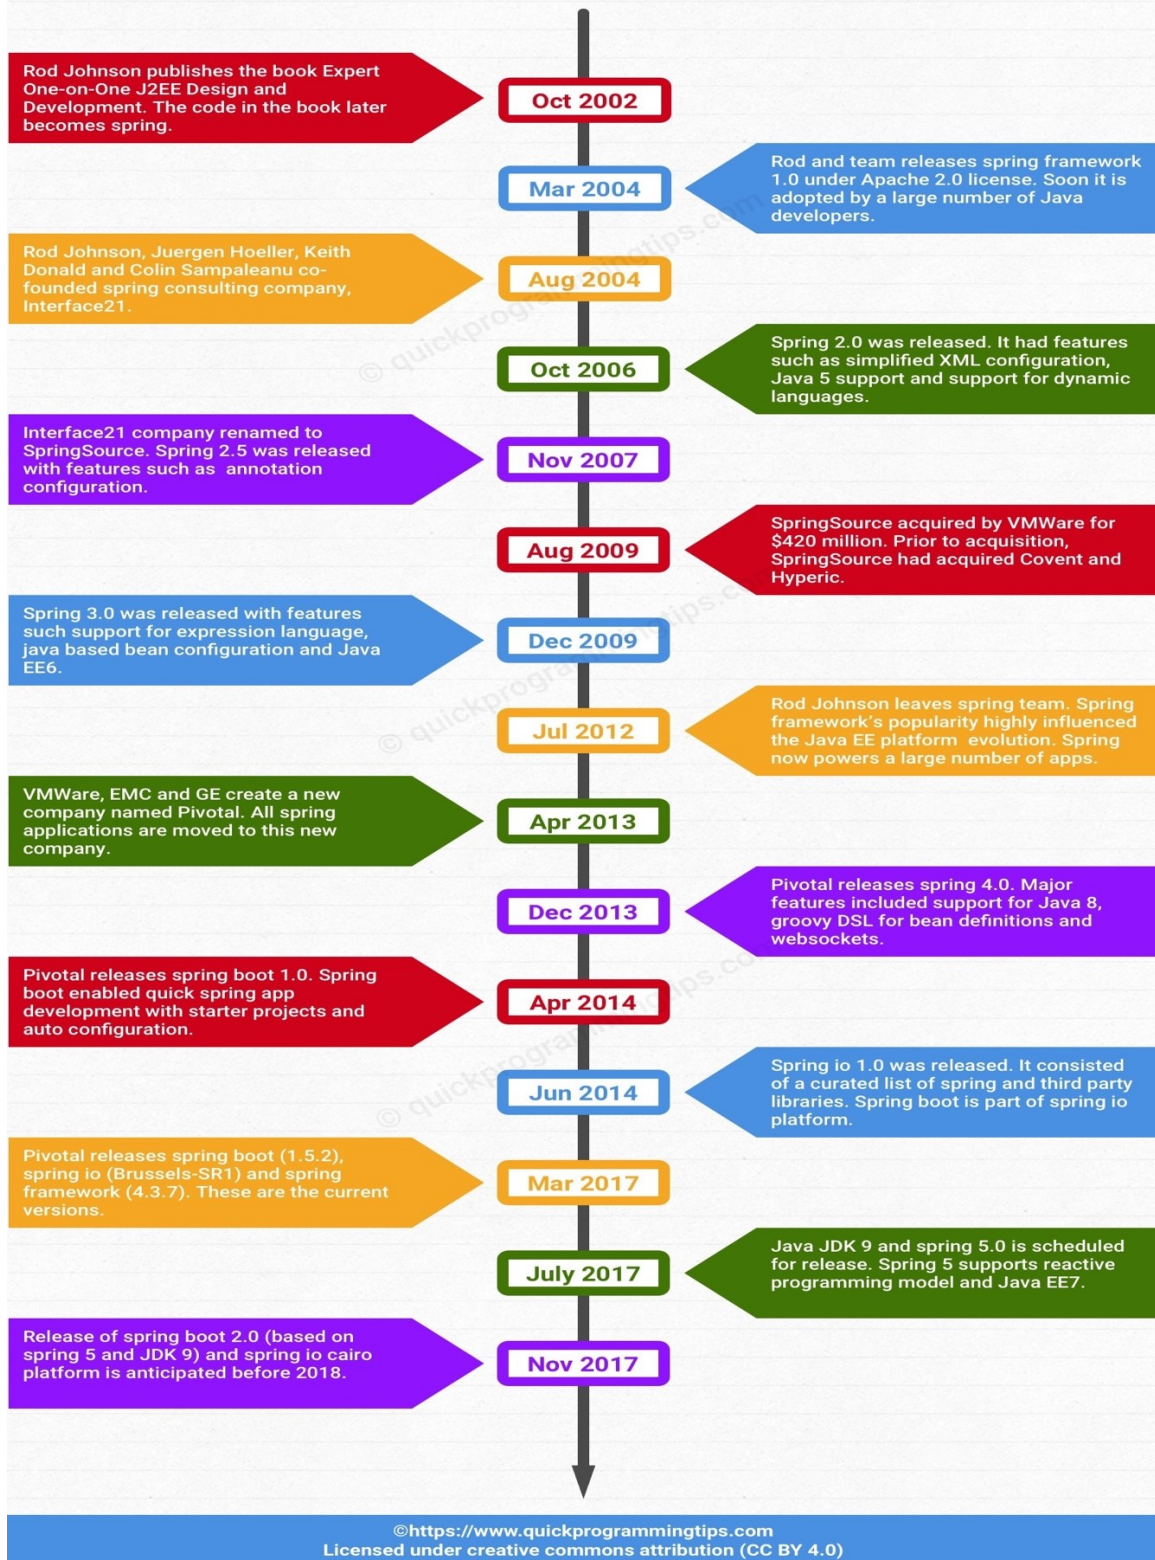 Rod Johnson publishes the book Expert
One-on-One J2EE Design and
Development. The code in the book later
becomes spring.
Oct 2002
Mar 2004
Rod and team releases spring framework
1.0 under Apache 2.0 license. Soon it is
adopted by a large number of Java
developers.
Rod Johnson, Juergen Hoeller, Keith
Donald and Colin Sampaleanu co-
founded spring consulting company,
Interface21.
Aug 2004
Oct 2006
Spring 2.0 was released. It had features
such as simplified XML configuration,
Java 5 support and support for dynamic
languages.
Interface21 company renamed to
SpringSource. Spring 2.5 was released
with features such as  annotation
configuration.
Nov 2007
Aug 2009
SpringSource acquired by VMWare for
$420 million. Prior to acquisition,
SpringSource had acquired Covent and
Hyperic.
Spring 3.0 was released with features
such support for expression language,
java based bean configuration and Java
EE6.
Dec 2009
Jul 2012
Rod Johnson leaves spring team. Spring
framework's popularity highly influenced
the Java EE platform  evolution. Spring
now powers a large number of apps.
VMWare, EMC and GE create a new
company named Pivotal. All spring
applications are moved to this new
company.
Apr 2013
Dec 2013
Pivotal releases spring 4.0. Major
features included support for Java 8,
groovy DSL for bean definitions and
websockets.
Pivotal releases spring boot 1.0. Spring
boot enabled quick spring app
development with starter projects and
auto configuration.
Apr 2014
Jun 2014
Spring io 1.0 was released. It consisted
of a curated list of spring and third party
libraries. Spring boot is part of spring io
platform.
Pivotal releases spring boot (1.5.2),
spring io (Brussels-SR1) and spring
framework (4.3.7). These are the current
versions.
Mar 2017
July 2017
Java JDK 9 and spring 5.0 is scheduled
for release. Spring 5 supports reactive
programming model and Java EE7.
Release of spring boot 2.0 (based on
spring 5 and JDK 9) and spring io cairo
platform is anticipated before 2018.
Nov 2017
© quickprogrammingtips.com
© quickprogrammingtips.com
© quickprogrammingtips.com
©https://www.quickprogrammingtips.com
Licensed under creative commons attribution (CC BY 4.0)